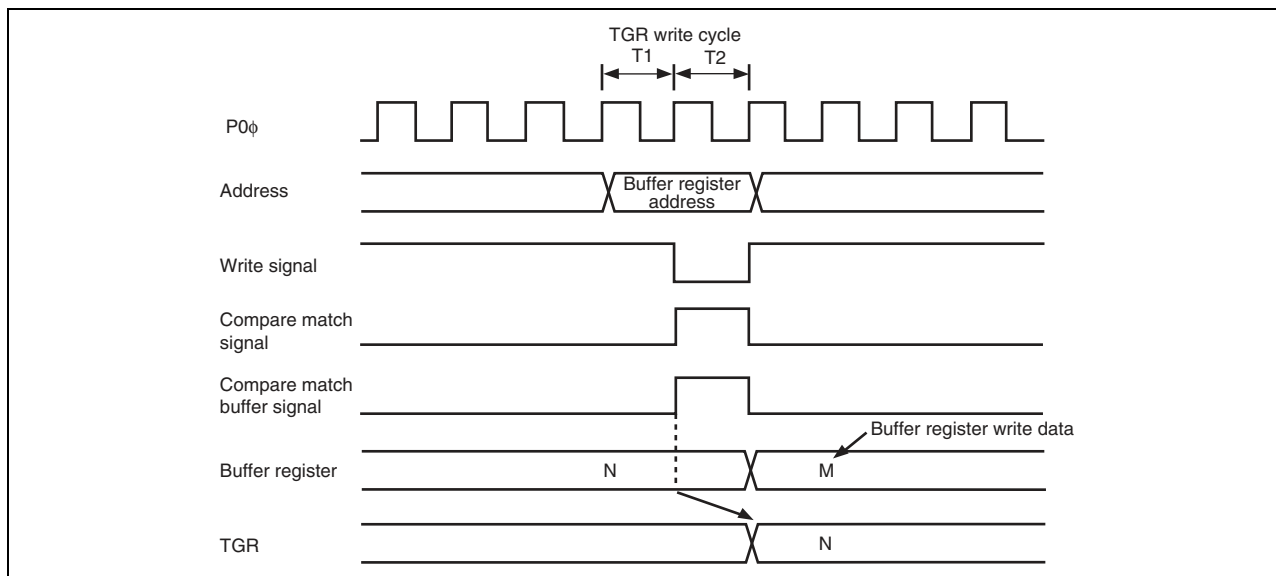 TGR write cycle
T1 T2
P0ϕ
Address
Buffer register
address
Write signal
Compare match
signal
Compare match
buffer signal
Buffer register write data
Buffer register N M
TGR N